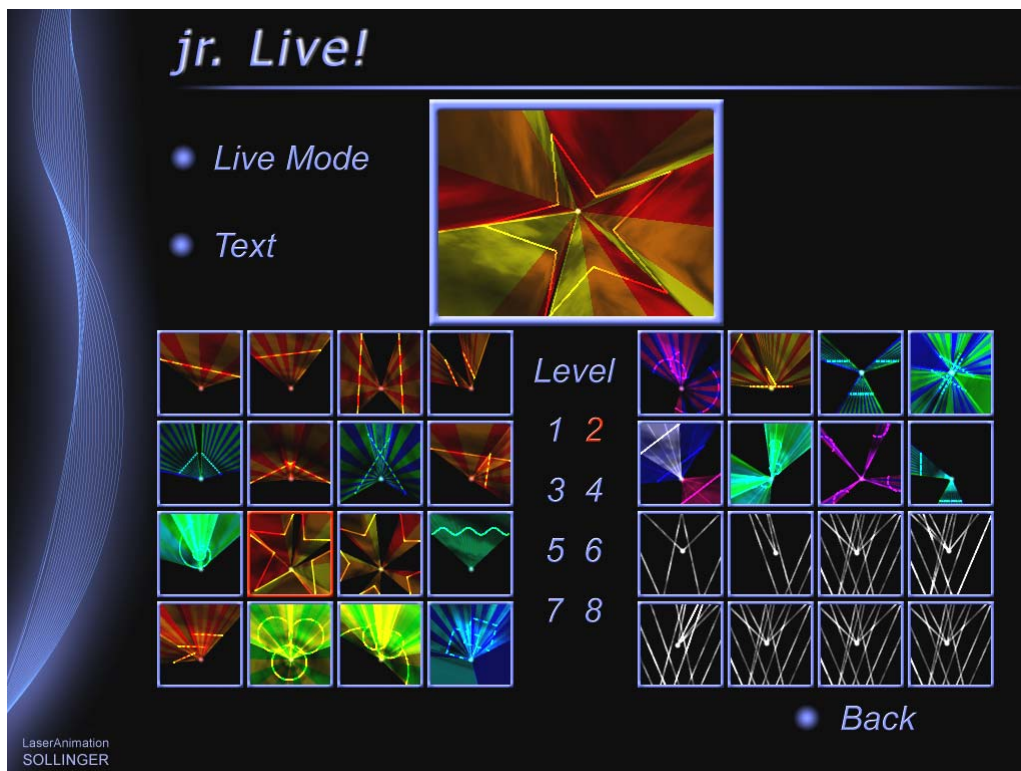 jr. Live!
Live Mode
Text
Level
1 2
3 4
5 6
7 8
Back
LaserAnimation
SOLLINGER